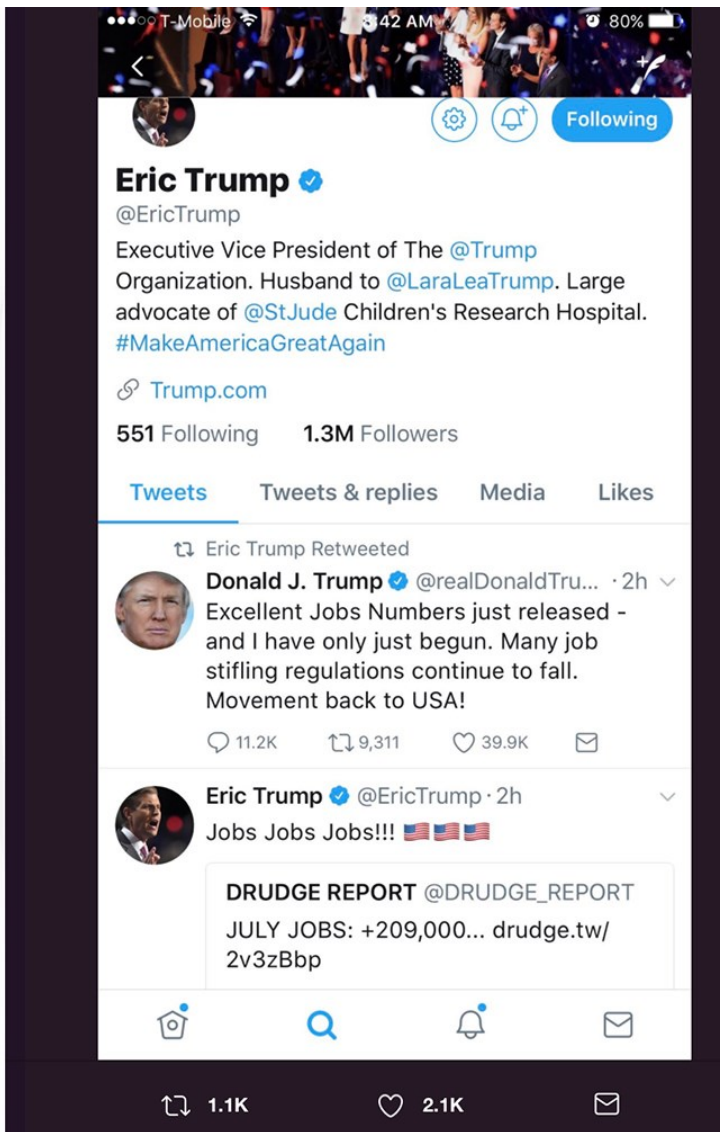 T-Mobile 8:42 AM 80%
Following
Eric Trump
@EricTrump
Executive Vice President of The @Trump
Organization. Husband to @LaraLeaTrump. Large
advocate of @StJude Children's Research Hospital.
#MakeAmericaGreatAgain
Trump.com
551 Following 1.3M Followers
Tweets Tweets & replies Media Likes
Eric Trump Retweeted
Donald J. Trump @realDonaldTru... · 2h
Excellent Jobs Numbers just released -
and I have only just begun. Many job
stifling regulations continue to fall.
Movement back to USA!
11.2K 9,311 39.9K
Eric Trump @EricTrump · 2h
Jobs Jobs Jobs!!! 🇺🇸🇺🇸🇺🇸
DRUDGE REPORT @DRUDGE_REPORT
JULY JOBS: +209,000... drudge.tw/
2v3zBbp
1.1K 2.1K